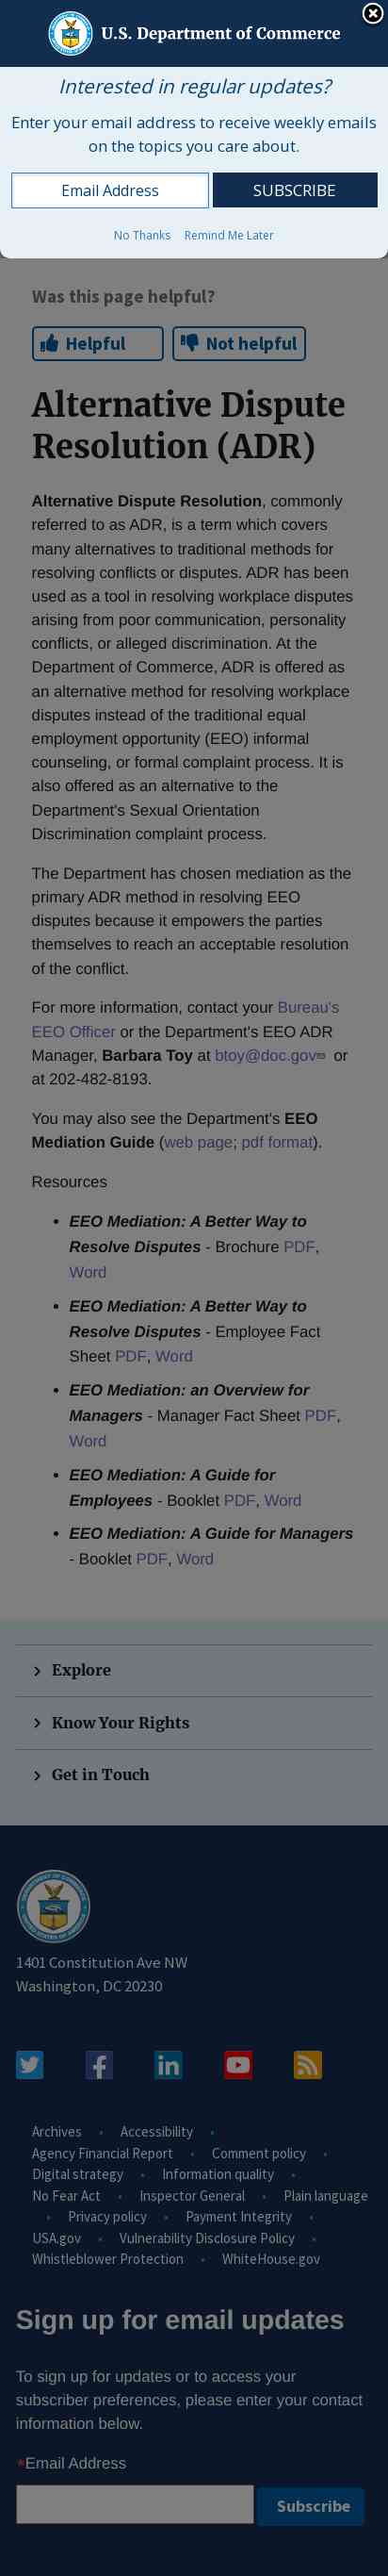 U.S. Department of Commerce
Interested in regular updates?
Enter your email address to receive weekly emails
on the topics you care about.
Email Address
SUBSCRIBE
No Thanks
Remind Me Later
Was this page helpful?
Helpful
Not helpful
Alternative Dispute
Resolution (ADR)
Alternative Dispute Resolution, commonly
referred to as ADR, is a term which covers
many alternatives to traditional methods for
resolving conflicts or disputes. ADR has been
used as a tool in resolving workplace disputes
arising from poor communication, personality
conflicts, or alleged discrimination. At the
Department of Commerce, ADR is offered as
an alternative method for resolving workplace
disputes instead of the traditional equal
employment opportunity (EEO) informal
counseling, or formal complaint process. It is
also offered as an alternative to the
Department's Sexual Orientation
Discrimination complaint process.
The Department has chosen mediation as the
primary ADR method in resolving EEO
disputes because it empowers the parties
themselves to reach an acceptable resolution
of the conflict.
For more information, contact your Bureau's
EEO Officer or the Department's EEO ADR
Manager, Barbara Toy at btoy@doc.gov or
at 202-482-8193.
You may also see the Department's EEO
Mediation Guide (web page; pdf format).
Resources
• EEO Mediation: A Better Way to
Resolve Disputes - Brochure PDF,
Word
• EEO Mediation: A Better Way to
Resolve Disputes - Employee Fact
Sheet PDF, Word
• EEO Mediation: an Overview for
Managers - Manager Fact Sheet PDF,
Word
• EEO Mediation: A Guide for
Employees - Booklet PDF, Word
• EEO Mediation: A Guide for Managers
- Booklet PDF, Word
Explore
Know Your Rights
Get in Touch
1401 Constitution Ave NW
Washington, DC 20230
Archives • Accessibility •
Agency Financial Report • Comment policy •
Digital strategy • Information quality •
No Fear Act • Inspector General • Plain language
• Privacy policy • Payment Integrity •
USA.gov • Vulnerability Disclosure Policy •
Whistleblower Protection • WhiteHouse.gov
Sign up for email updates
To sign up for updates or to access your
subscriber preferences, please enter your contact
information below.
*Email Address
Subscribe